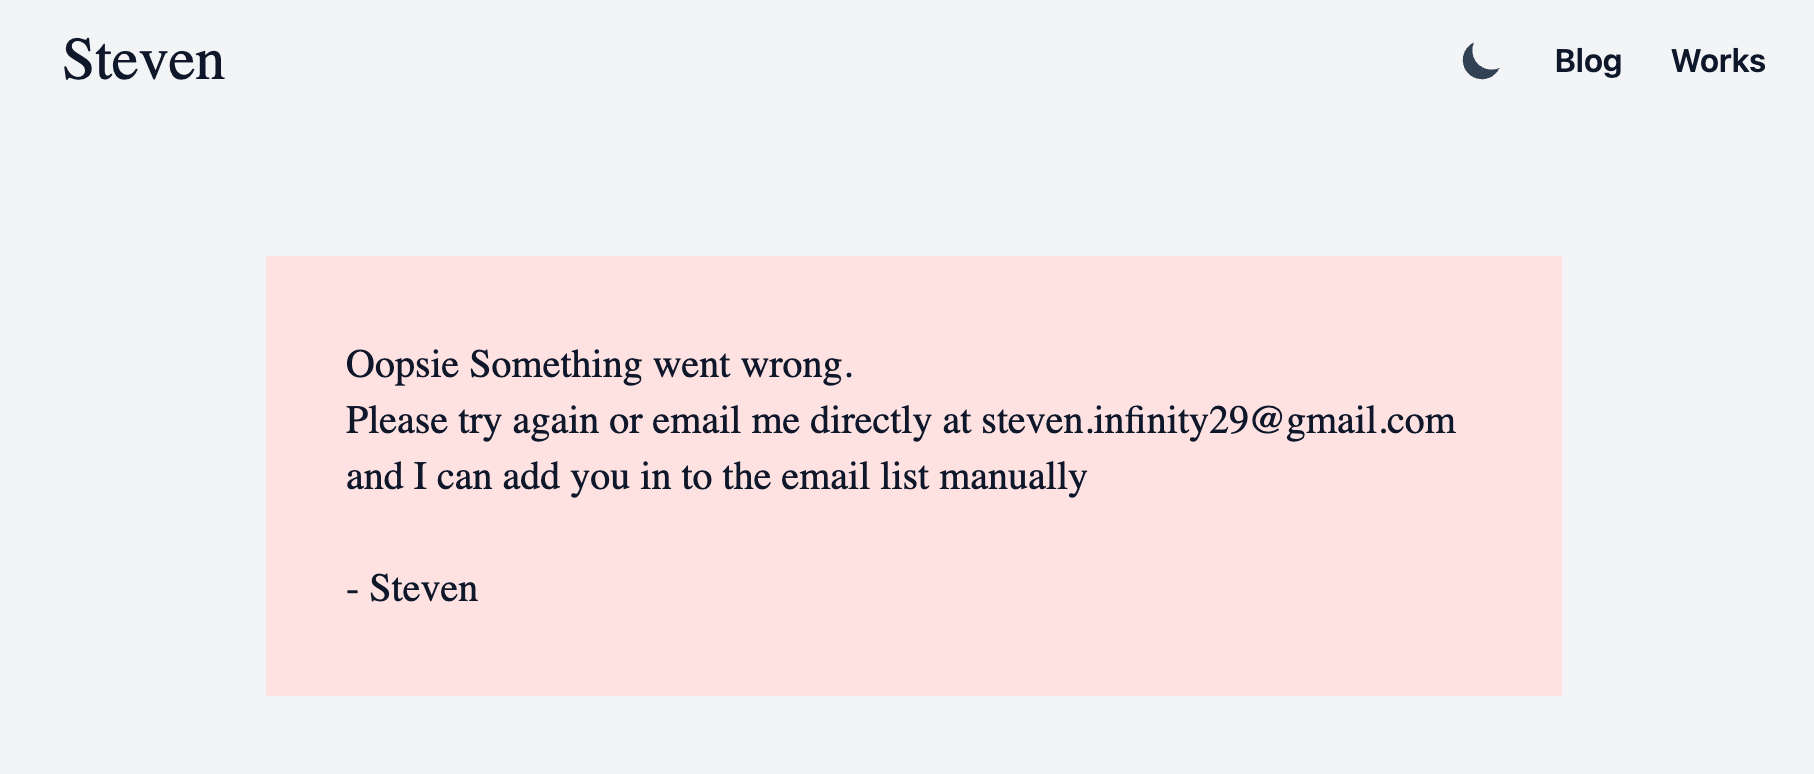 Steven
Blog
Works
Oopsie Something went wrong.
Please try again or email me directly at steven.infinity29@gmail.com
and I can add you in to the email list manually
- Steven